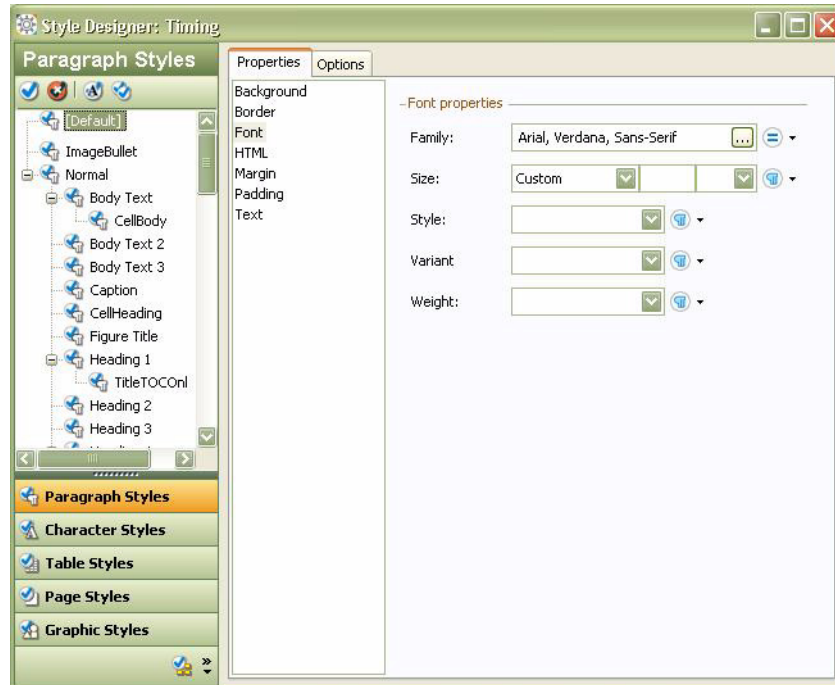 Style Designer: Timing
Paragraph Styles
[Default]
ImageBullet
Normal
Body Text
CellBody
Body Text 2
Body Text 3
Caption
CellHeading
Figure Title
Heading 1
TitleTOCOnl
Heading 2
Heading 3
Paragraph Styles
Character Styles
Table Styles
Page Styles
Graphic Styles
Properties
Options
Background
Border
Font
HTML
Margin
Padding
Text
Font properties
Family: Arial, Verdana, Sans-Serif ...
Size: Custom
Style:
Variant
Weight: